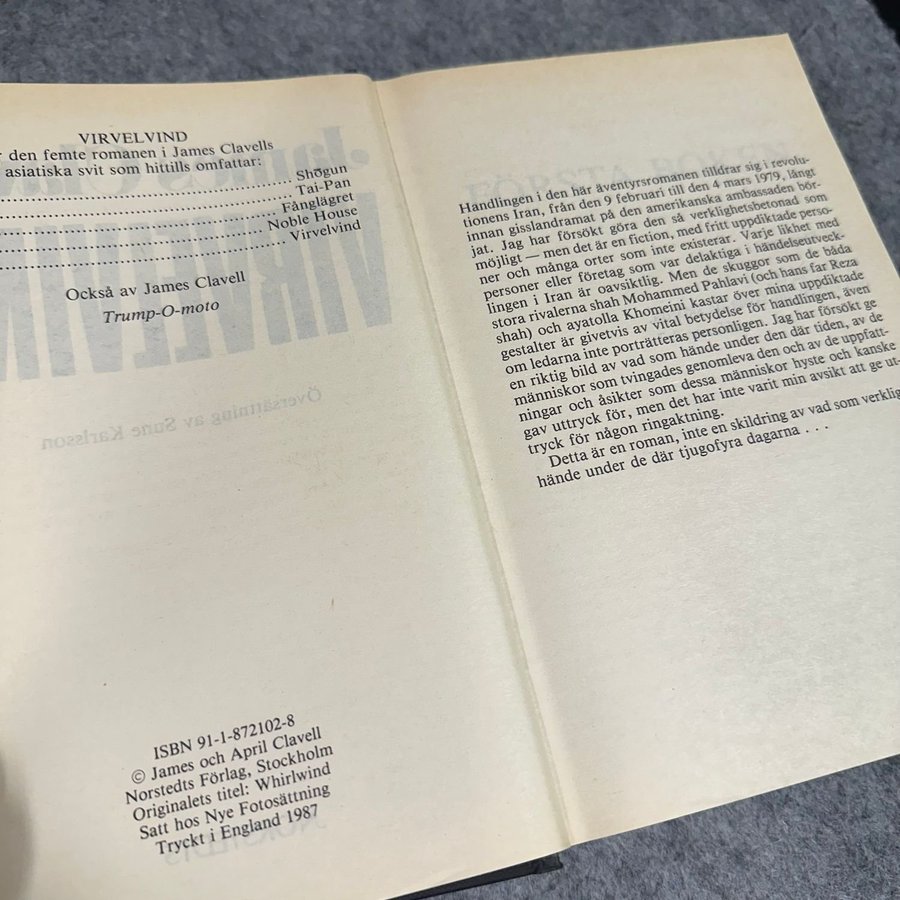 VIRVELVIND
r den femte romanen i James Clavells
asiatiska svit som hittills omfattar:
Shōgun
Tai-Pan
Fånglägret
Noble House
Virvelvind
Också av James Clavell
Trump-O-moto
Översättning av Sune Karlsson
ISBN 91-1-872102-8
© James och April Clavell
Norstedts Förlag, Stockholm
Originalets titel: Whirlwind
Satt hos Nye Fotosättning
Tryckt i England 1987
Handlingen i den här äventyrsromanen tilldrar sig i revolu-
tionens Iran, från den 9 februari till den 4 mars 1979, långt
innan gisslandramat på den amerikanska ambassaden bör-
jat. Jag har försökt göra den så verklighetsbetonad som
möjligt — men det är en fiction, med fritt uppdiktade perso-
ner och många orter som inte existerar. Varje likhet med
personer eller företag som var delaktiga i händelseutveck-
lingen i Iran är oavsiktlig. Men de skuggor som de båda
stora rivalerna shah Mohammed Pahlavi (och hans far Reza
shah) och ayatolla Khomeini kastar över mina uppdiktade
gestalter är givetvis av vital betydelse för handlingen, även
om ledarna inte porträtteras personligen. Jag har försökt ge
en riktig bild av vad som hände under den där tiden, av de
människor som tvingades genomleva den och av de uppfatt-
ningar och åsikter som dessa människor hyste och kanske
gav uttryck för, men det har inte varit min avsikt att ge ut-
tryck för någon ringaktning.
Detta är en roman, inte en skildring av vad som verklig
hände under de där tjugofyra dagarna . . .